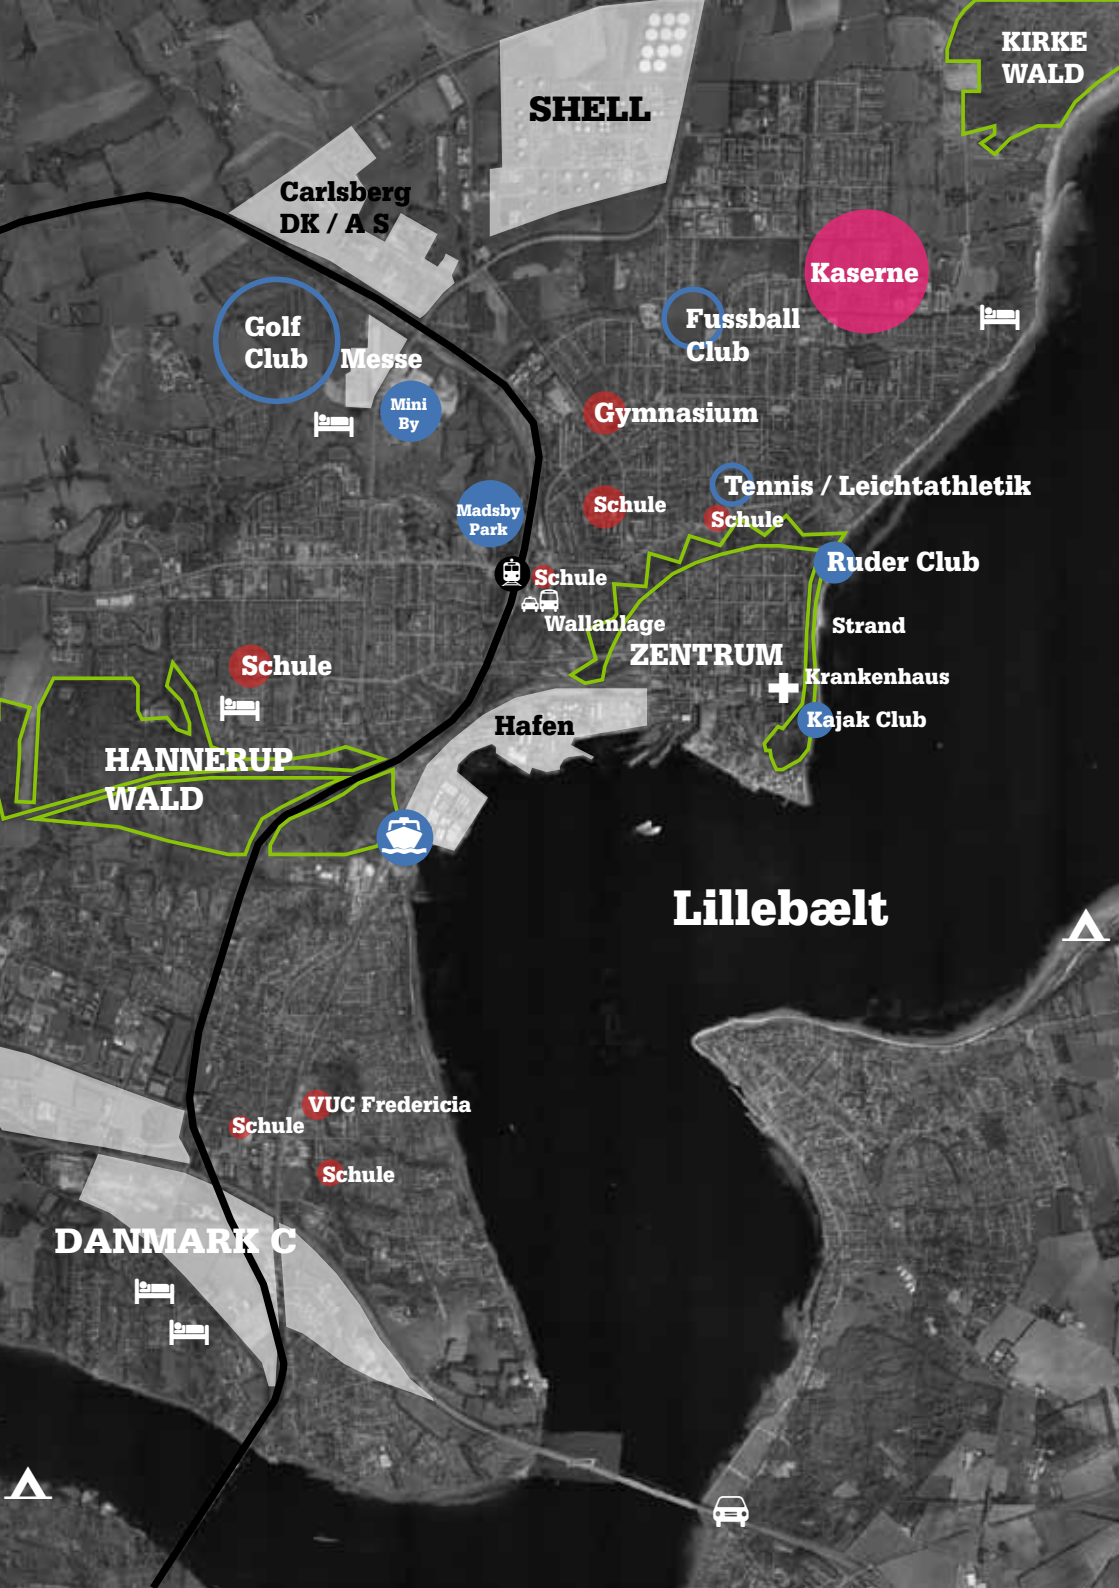 KIRKE
WALD
SHELL
Carlsberg
DK / A S
Kaserne
Golf
Club
Fussball
Club
Messe
Mini
By
Gymnasium
Tennis / Leichtathletik
Schule
Madsby
Park
Schule
Ruder Club
Schule
Wallanlage
Strand
ZENTRUM
Schule
Krankenhaus
Kajak Club
Hafen
HANNERUP
WALD
Lillebælt
VUC Fredericia
Schule
Schule
DANMARK C